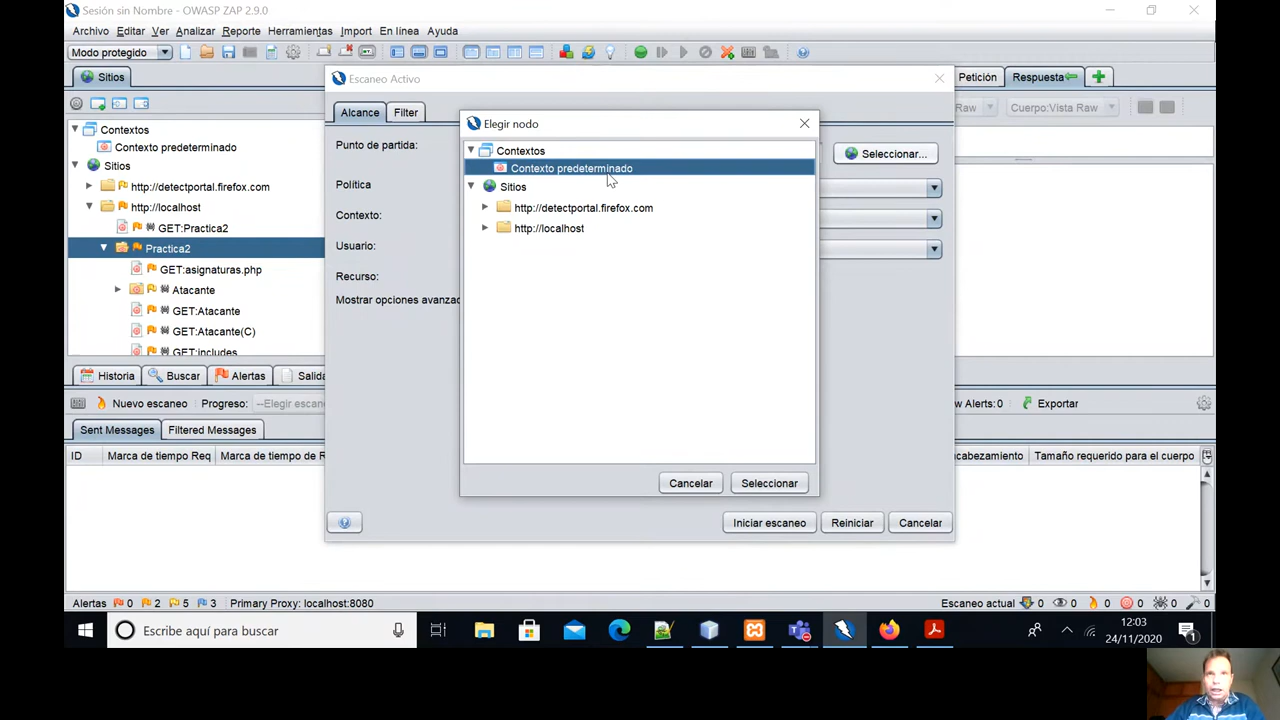 Sesión sin Nombre - OWASP ZAP 2.9.0
Archivo Editar Ver Analizar Reporte Herramientas Import En línea Ayuda
Modo protegido
Sitios
Escaneo Activo
Petición
Respuesta
Alcance
Filter
Raw
Cuerpo:Vista Raw
Contextos
Contexto predeterminado
Sitios
http://detectportal.firefox.com
http://localhost
GET:Practica2
Practica2
GET:asignaturas.php
Atacante
GET:Atacante
GET:Atacante(C)
GET:includes
Punto de partida:
Seleccionar...
Política
Contexto:
Usuario:
Recurso:
Mostrar opciones avanzad
Elegir nodo
Contextos
Contexto predeterminado
Sitios
http://detectportal.firefox.com
http://localhost
Cancelar
Seleccionar
Iniciar escaneo
Reiniciar
Cancelar
Historia
Buscar
Alertas
Salida
Nuevo escaneo
Progreso:
--Elegir escan
w Alerts:0
Exportar
Sent Messages
Filtered Messages
ID
Marca de tiempo Req
Marca de tiempo de R
ncabezamiento
Tamaño requerido para el cuerpo
Alertas 0 2 5 3 Primary Proxy: localhost:8080
Escaneo actual 0 0 0 0 0 0
Escribe aquí para buscar
12:03
24/11/2020
1